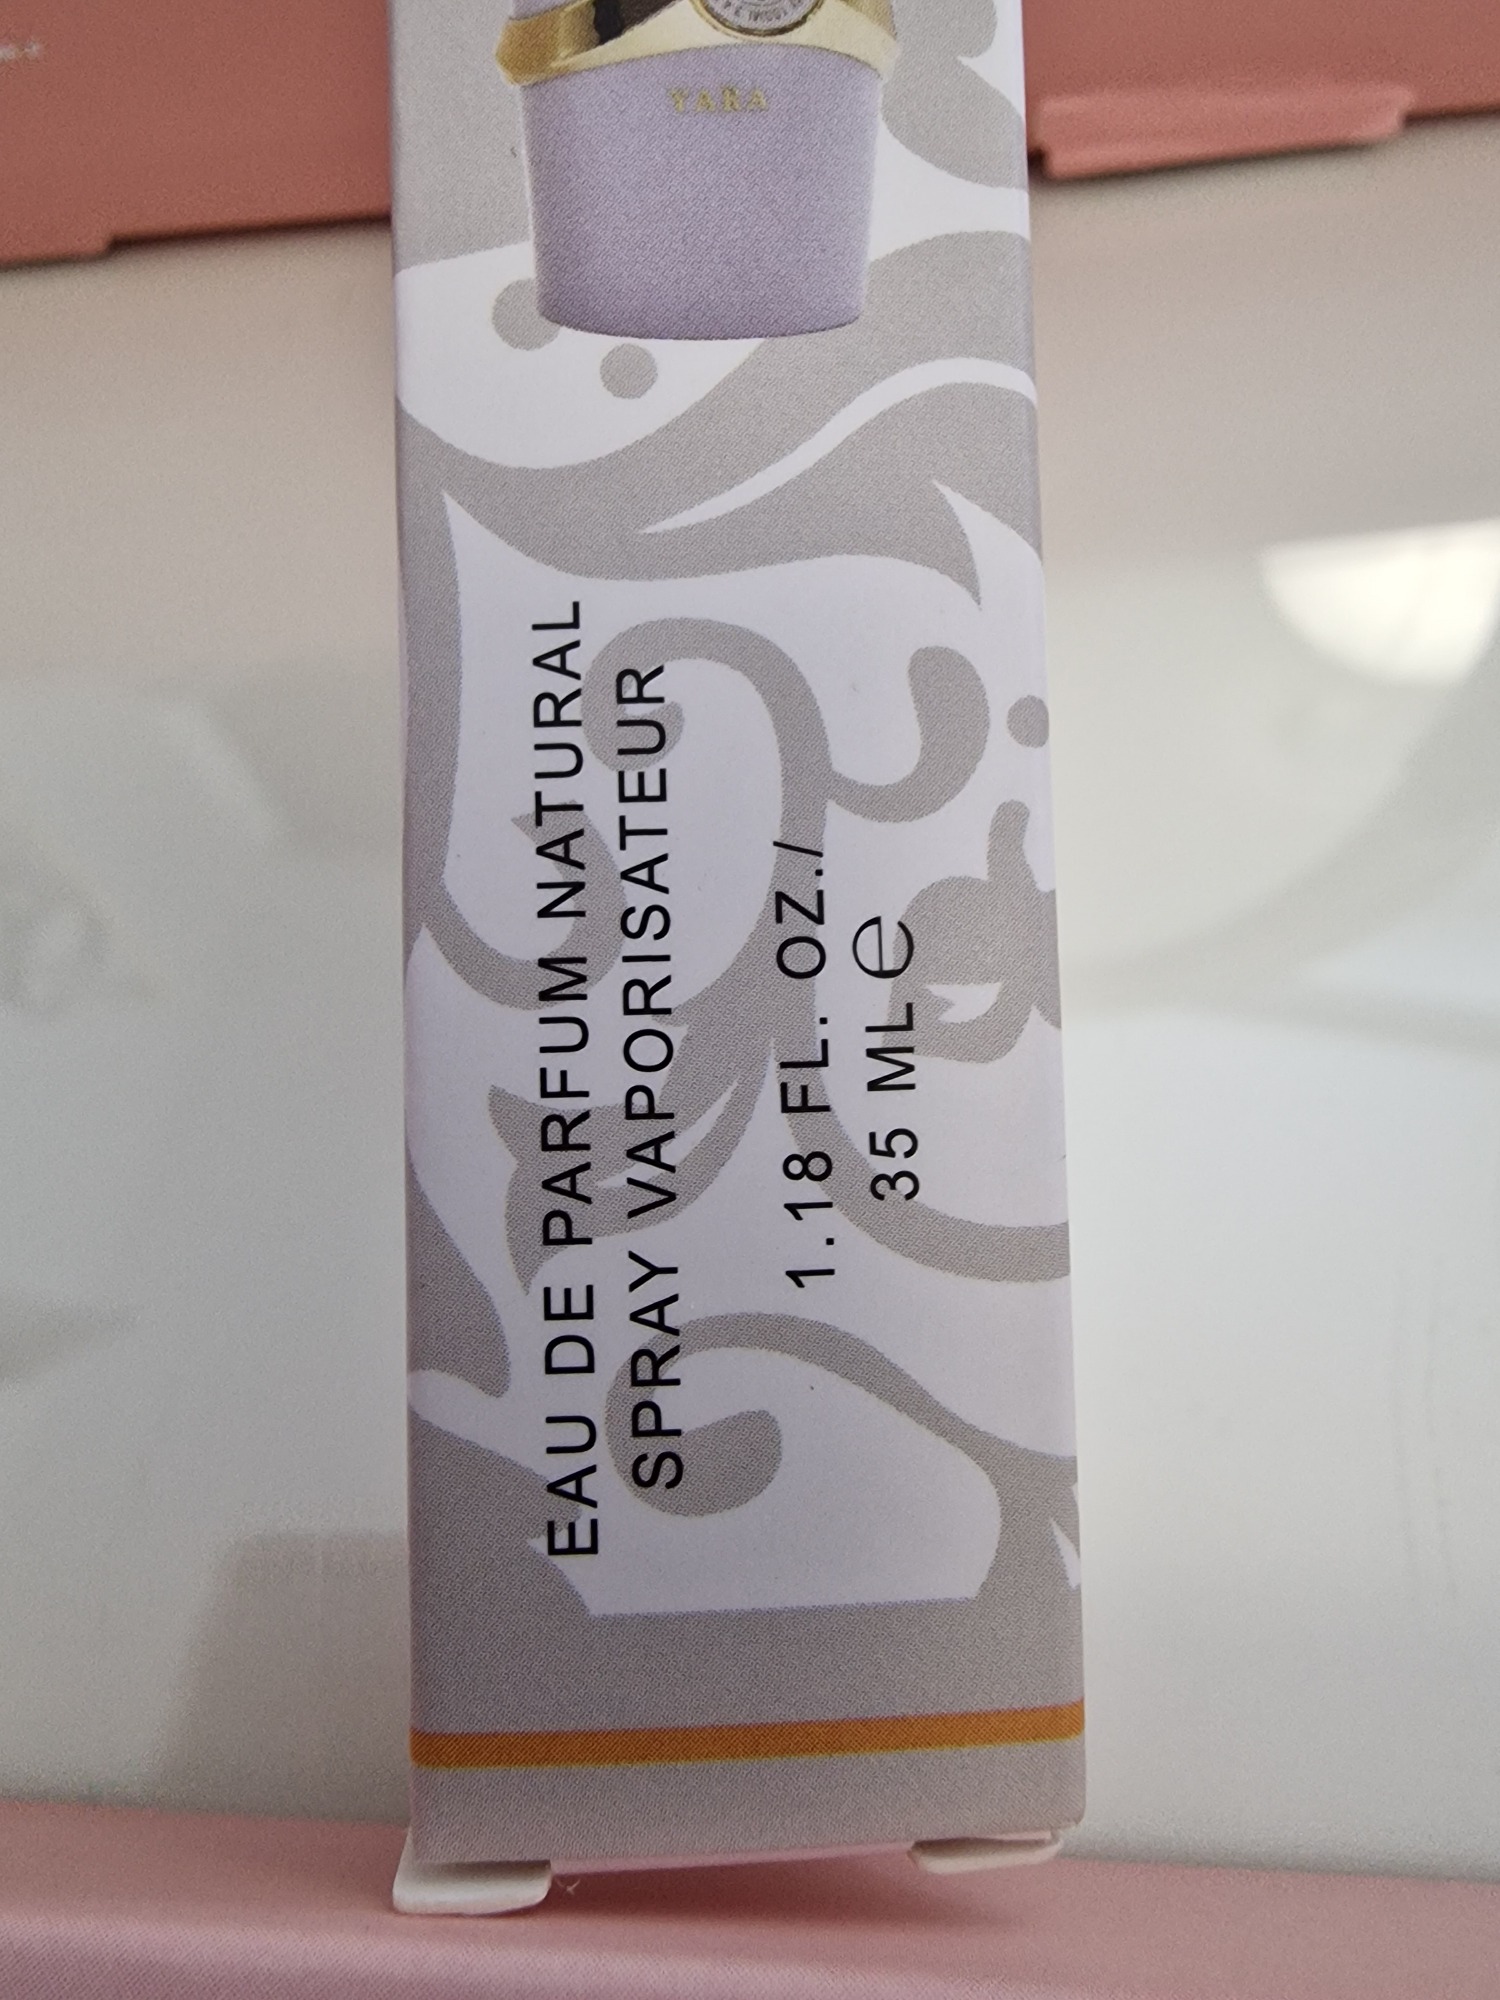 YARA
EAU DE PARFUM NATURAL
SPRAY VAPORISATEUR
1.18 FL. OZ./
35 ML e